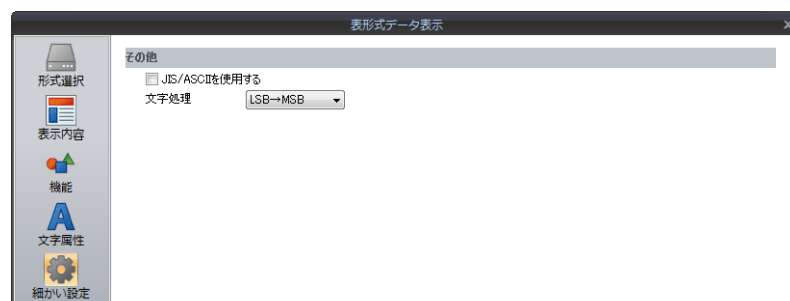 表形式データ表示
形式選択
表示内容
機能
文字属性
細かい設定
その他
JIS/ASCIIを使用する
文字処理 LSB→MSB